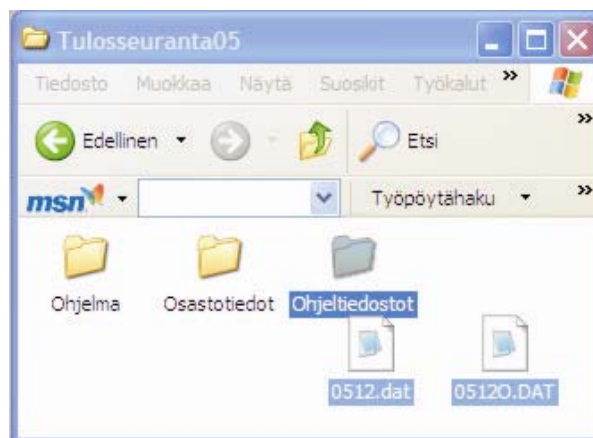 Tulosseuranta05
Tiedosto Muokkaa Näytä Suosikit Työkalut »
Edellinen Etsi »
msn Työpöytähaku »
Ohjelma Osastotiedot Ohjeltiedostot
0512.dat 0512O.DAT